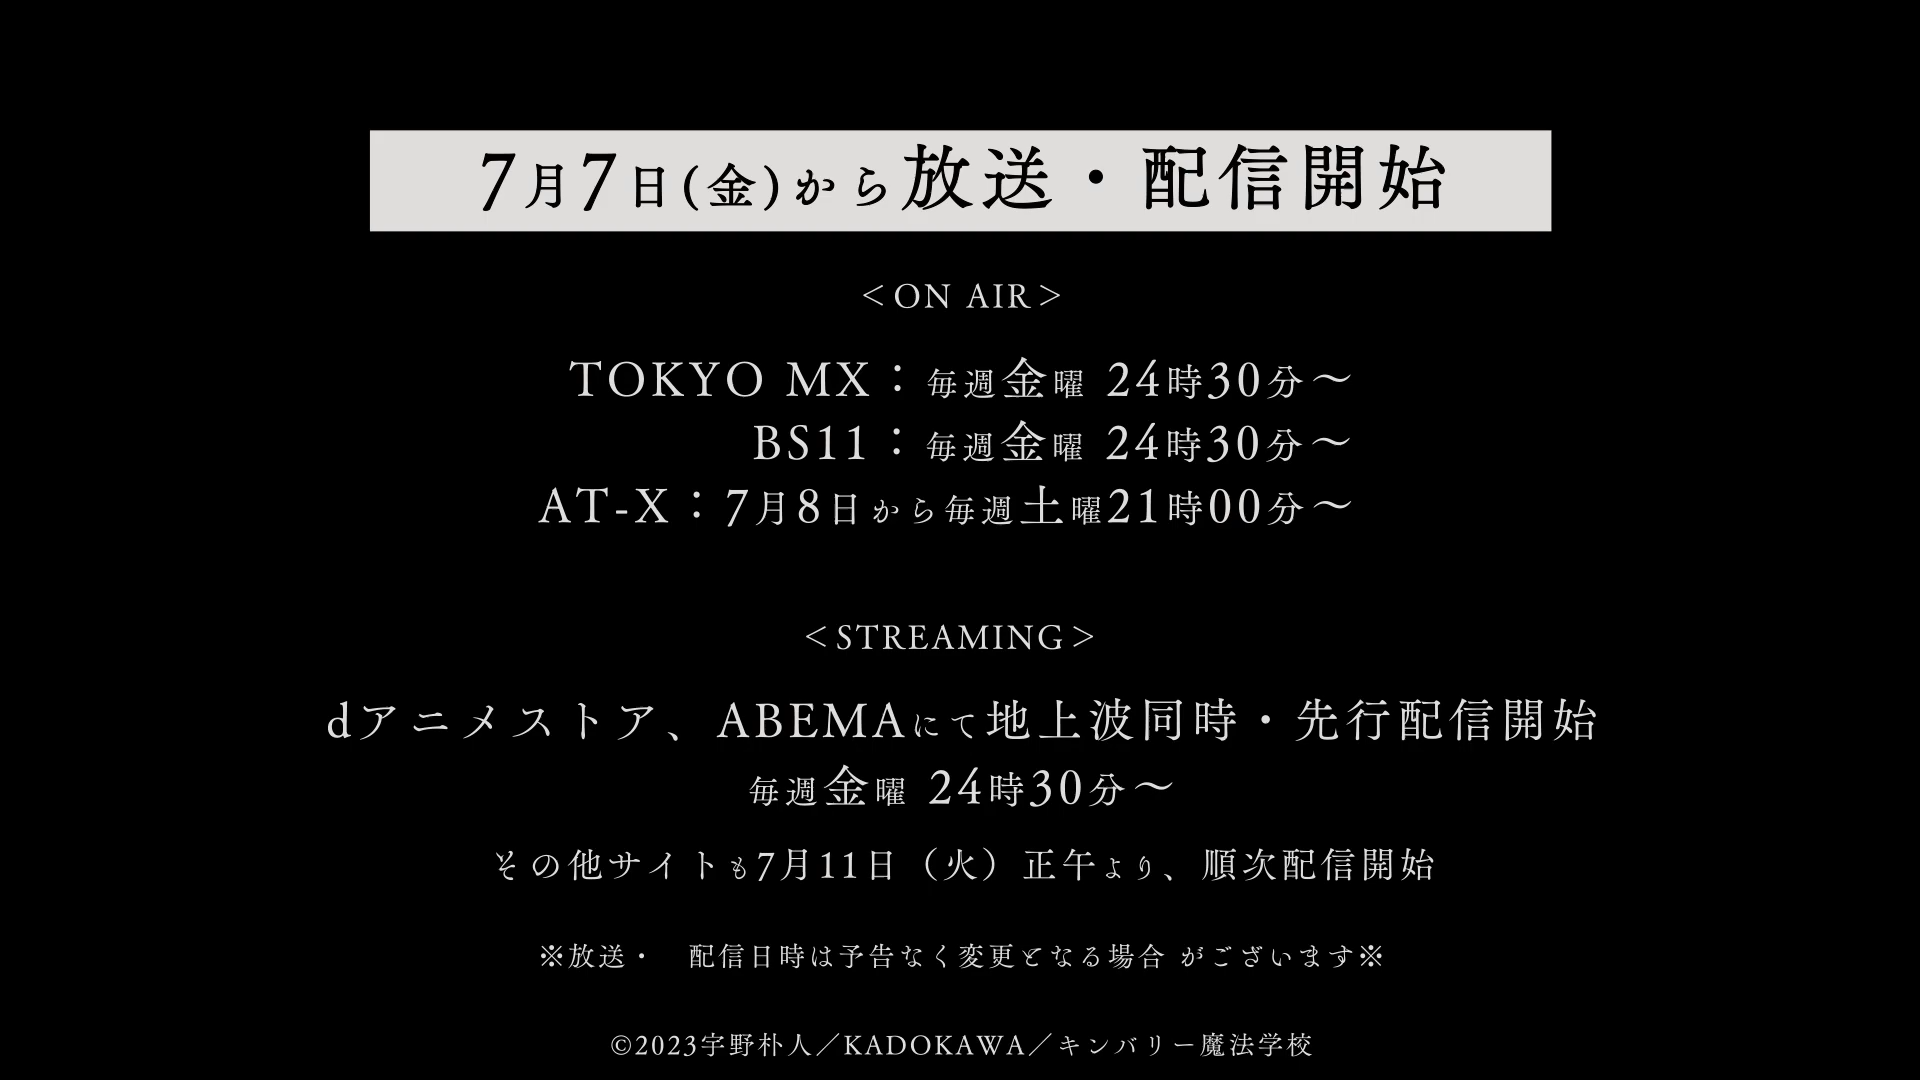 7月7日(金)から放送・配信開始
＜ON AIR＞
TOKYO MX：毎週金曜 24時30分～
BS11：毎週金曜 24時30分～
AT-X：7月8日から毎週土曜21時00分～
＜STREAMING＞
dアニメストア、ABEMAにて地上波同時・先行配信開始
毎週金曜 24時30分～
その他サイトも7月11日（火）正午より、順次配信開始
※放送・　配信日時は予告なく変更となる場合 がございます※
©2023宇野朴人／KADOKAWA／キンバリー魔法学校